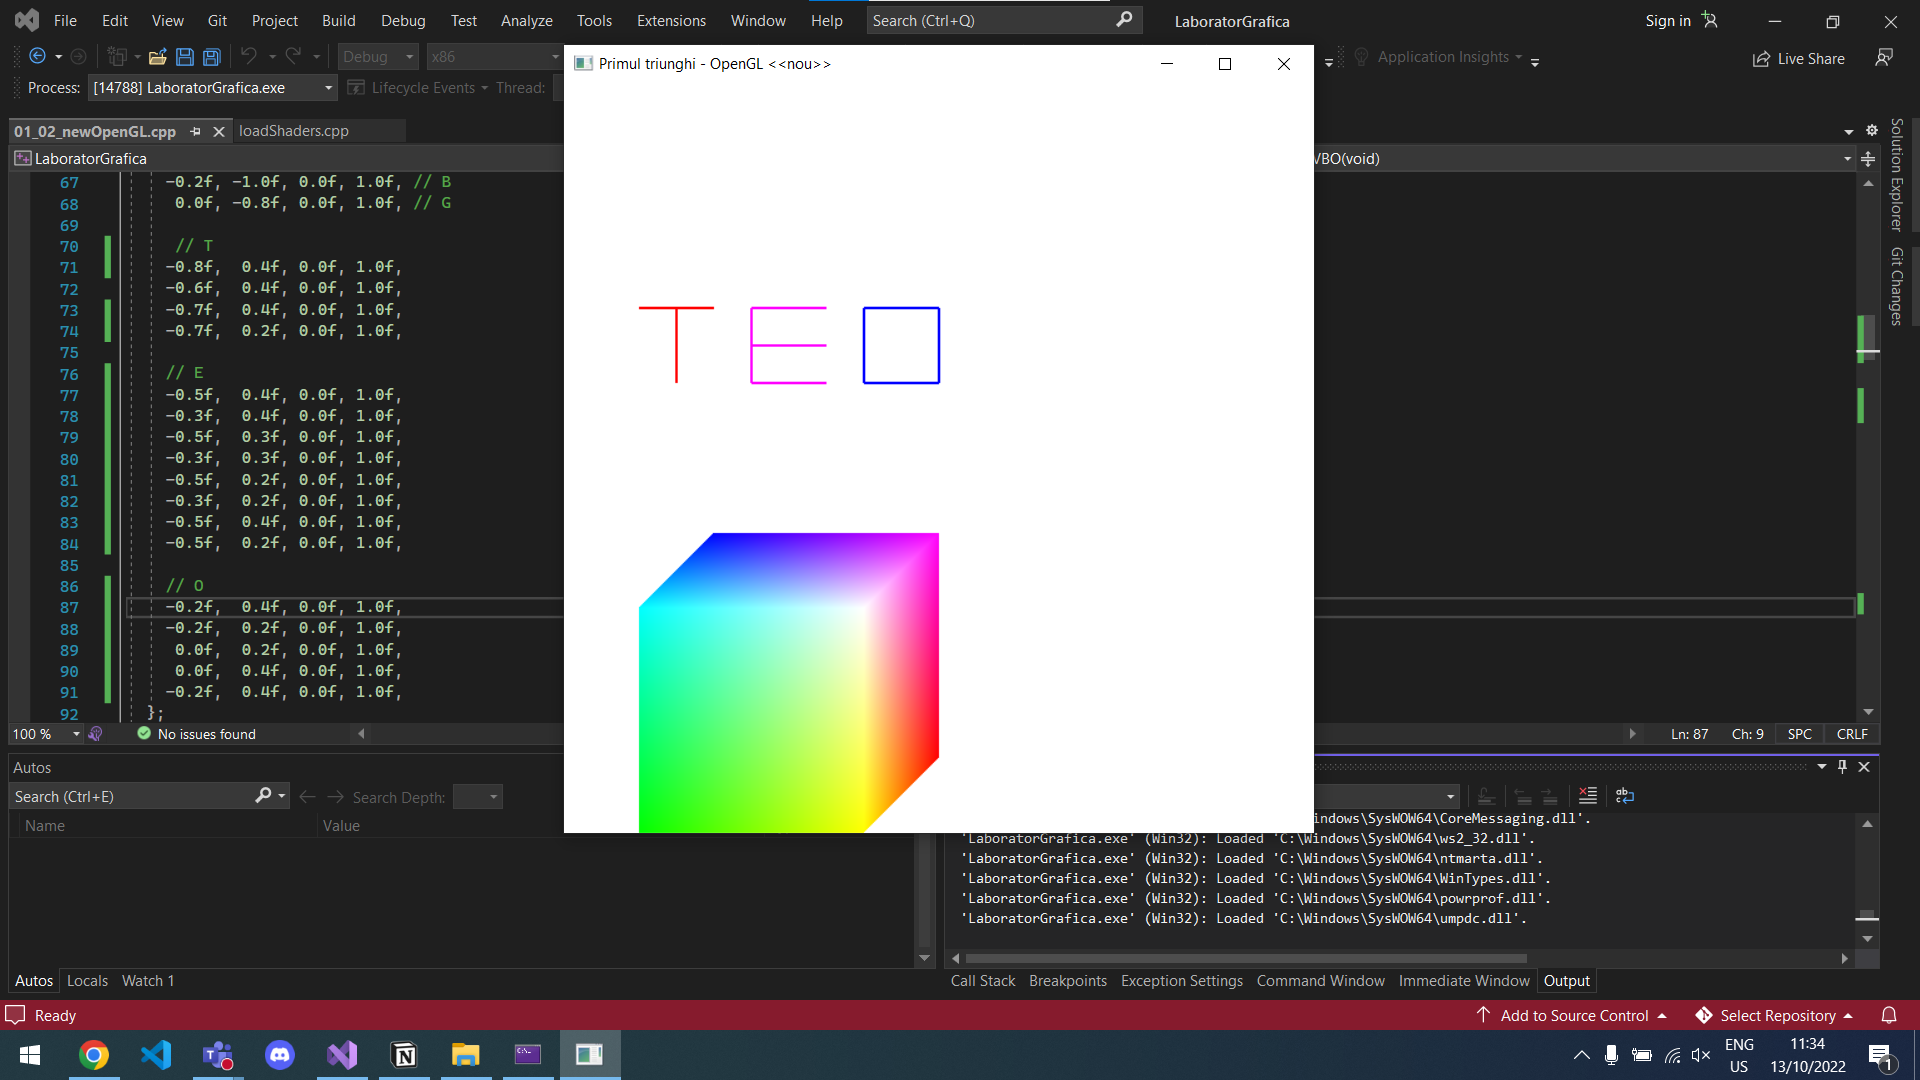 File Edit View Git Project Build Debug Test Analyze Tools Extensions Window Help Search (Ctrl+Q) LaboratorGrafica Sign in
Debug x86 Application Insights Live Share
Process: [14788] LaboratorGrafica.exe Lifecycle Events Thread:
Primul triunghi - OpenGL <<nou>>
01_02_newOpenGL.cpp loadShaders.cpp
LaboratorGrafica VBO(void)
67 -0.2f, -1.0f, 0.0f, 1.0f, // B
68 0.0f, -0.8f, 0.0f, 1.0f, // G
69
70 // T
71 -0.8f, 0.4f, 0.0f, 1.0f,
72 -0.6f, 0.4f, 0.0f, 1.0f,
73 -0.7f, 0.4f, 0.0f, 1.0f,
74 -0.7f, 0.2f, 0.0f, 1.0f,
75
76 // E
77 -0.5f, 0.4f, 0.0f, 1.0f,
78 -0.3f, 0.4f, 0.0f, 1.0f,
79 -0.5f, 0.3f, 0.0f, 1.0f,
80 -0.3f, 0.3f, 0.0f, 1.0f,
81 -0.5f, 0.2f, 0.0f, 1.0f,
82 -0.3f, 0.2f, 0.0f, 1.0f,
83 -0.5f, 0.4f, 0.0f, 1.0f,
84 -0.5f, 0.2f, 0.0f, 1.0f,
85
86 // O
87 -0.2f, 0.4f, 0.0f, 1.0f,
88 -0.2f, 0.2f, 0.0f, 1.0f,
89 0.0f, 0.2f, 0.0f, 1.0f,
90 0.0f, 0.4f, 0.0f, 1.0f,
91 -0.2f, 0.4f, 0.0f, 1.0f,
92 };
T E O
Solution Explorer
Git Changes
100 % No issues found Ln: 87 Ch: 9 SPC CRLF
Autos
Search (Ctrl+E) Search Depth:
Name Value
indows\SysWOW64\CoreMessaging.dll'.
'LaboratorGrafica.exe' (Win32): Loaded 'C:\Windows\SysWOW64\ws2_32.dll'.
'LaboratorGrafica.exe' (Win32): Loaded 'C:\Windows\SysWOW64\ntmarta.dll'.
'LaboratorGrafica.exe' (Win32): Loaded 'C:\Windows\SysWOW64\WinTypes.dll'.
'LaboratorGrafica.exe' (Win32): Loaded 'C:\Windows\SysWOW64\powrprof.dll'.
'LaboratorGrafica.exe' (Win32): Loaded 'C:\Windows\SysWOW64\umpdc.dll'.
Autos Locals Watch 1
Call Stack Breakpoints Exception Settings Command Window Immediate Window Output
Ready Add to Source Control Select Repository
ENG US
11:34
13/10/2022
1